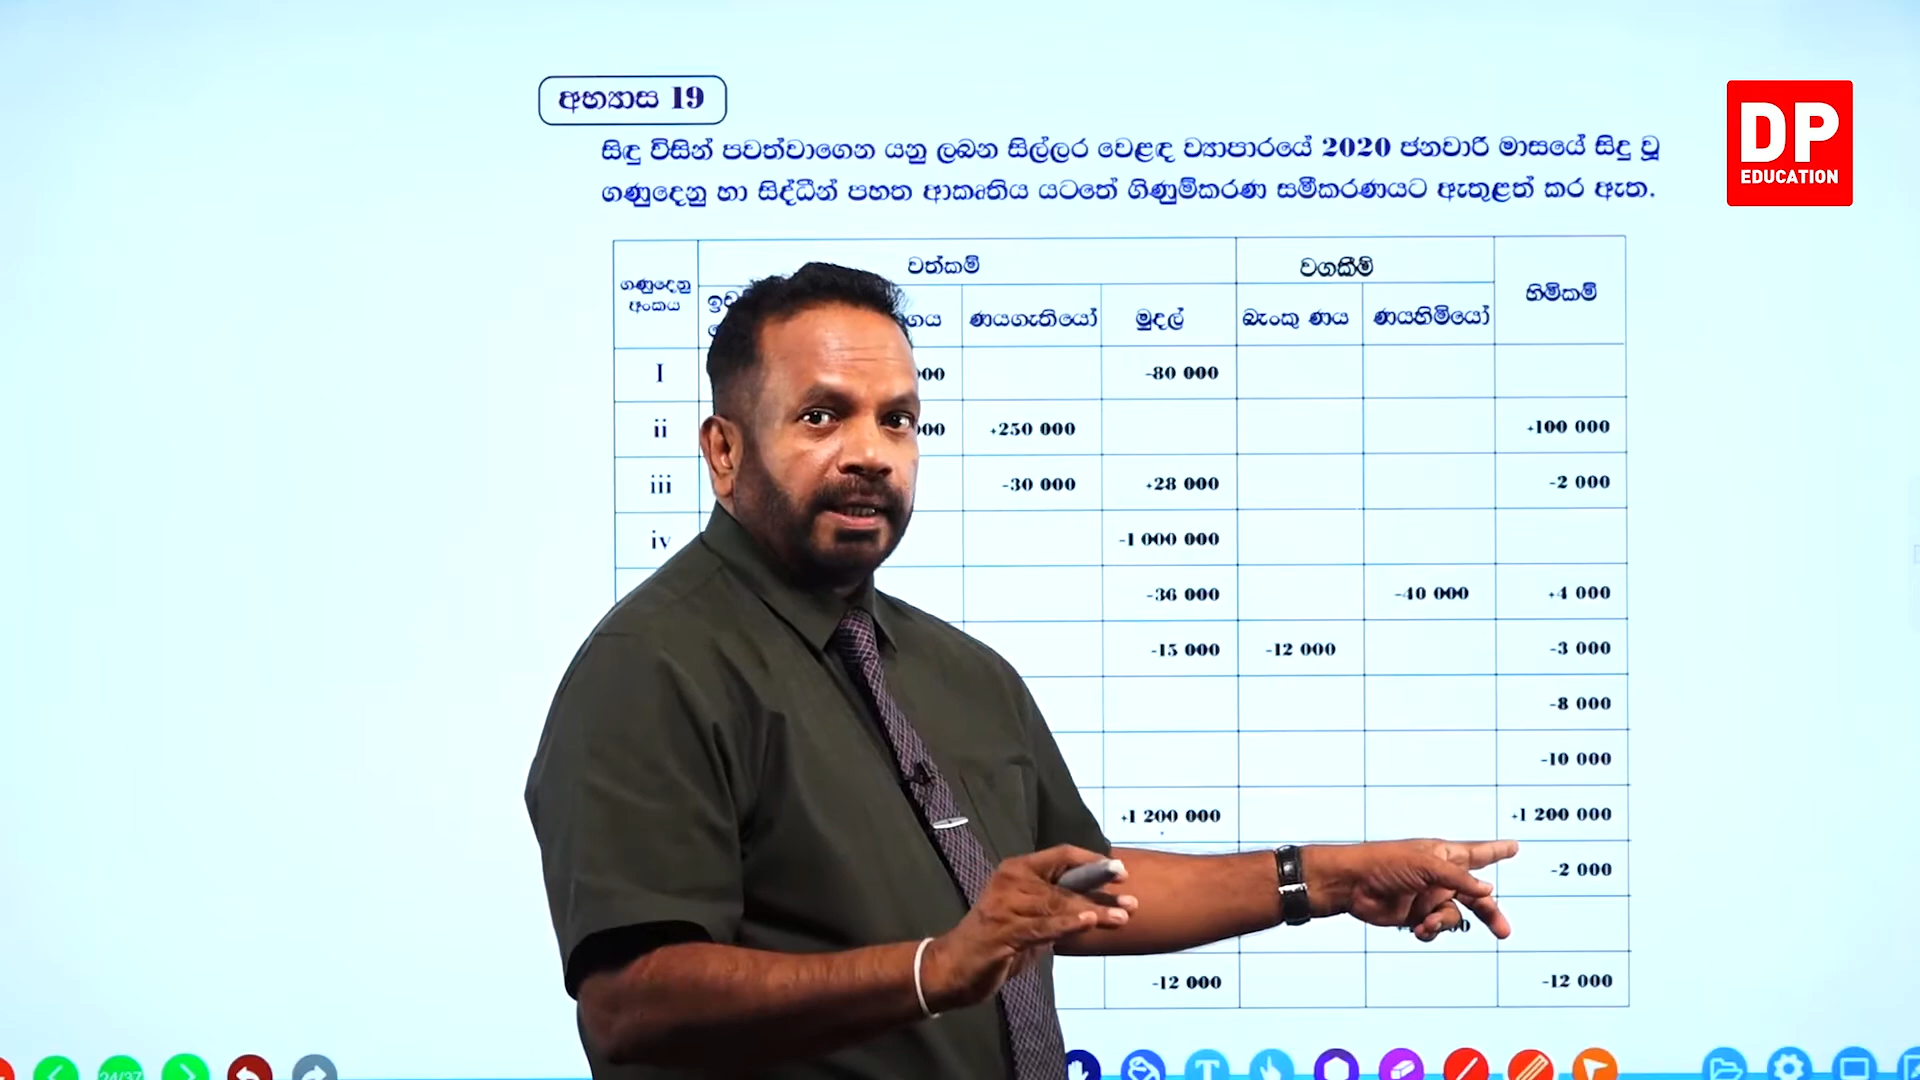 DP
EDUCATION
අභ්‍යාස 19
සිඳු විසින් පවත්වාගෙන යනු ලබන සිල්ලර වෙළඳ ව්‍යාපාරයේ 2020 ජනවාරි මාසයේ සිදු වූ
ගණුදෙනු හා සිද්ධීන් පහත ආකෘතිය යටතේ ගිණුම්කරණ සමීකරණයට ඇතුළත් කර ඇත.
ගණුදෙනු අංකය වත්කම් වගකීම් හිමිකම්
ණයගැතියෝ මුදල් බැංකු ණය ණයහිමියෝ
I -80 000
ii +250 000 +100 000
iii -30 000 +28 000 -2 000
iv -1 000 000
-36 000 -40 000 +4 000
-15 000 -12 000 -3 000
-8 000
-10 000
+1 200 000 +1 200 000
-2 000
-12 000 -12 000
24/37